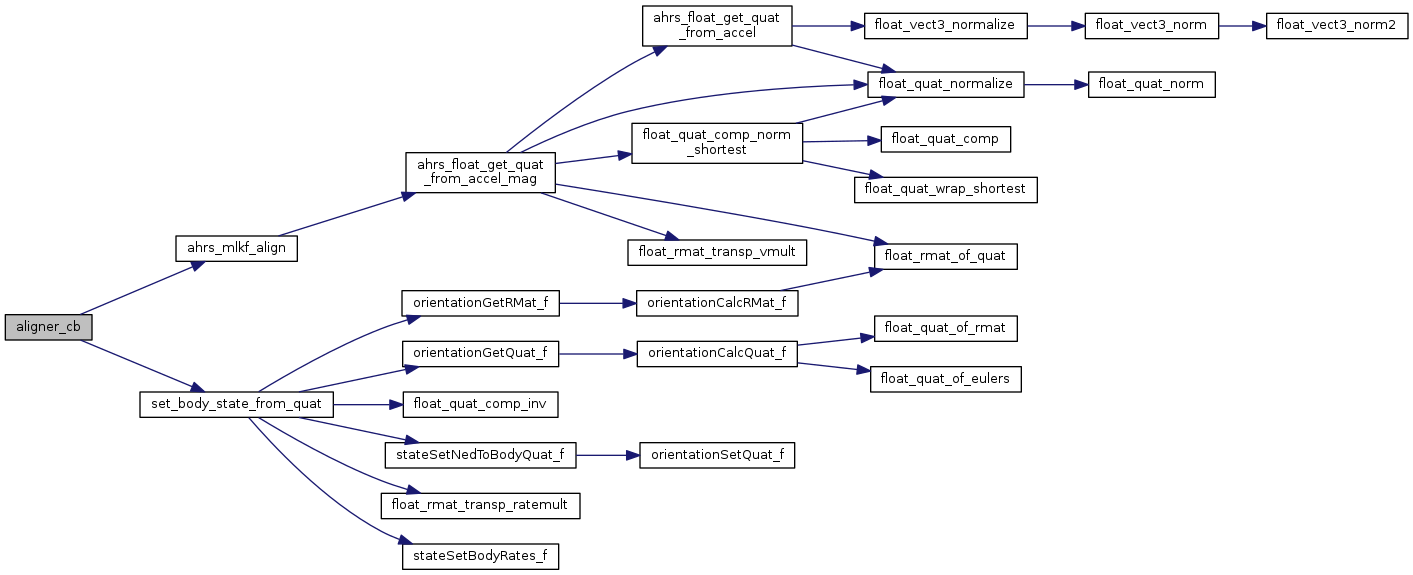 ahrs_float_get_quat
_from_accel
float_vect3_normalize
float_vect3_norm
float_vect3_norm2
float_quat_normalize
float_quat_norm
float_quat_comp_norm
_shortest
float_quat_comp
ahrs_float_get_quat
_from_accel_mag
float_quat_wrap_shortest
ahrs_mlkf_align
float_rmat_transp_vmult
float_rmat_of_quat
orientationGetRMat_f
orientationCalcRMat_f
aligner_cb
float_quat_of_rmat
orientationGetQuat_f
orientationCalcQuat_f
float_quat_of_eulers
set_body_state_from_quat
float_quat_comp_inv
stateSetNedToBodyQuat_f
orientationSetQuat_f
float_rmat_transp_ratemult
stateSetBodyRates_f